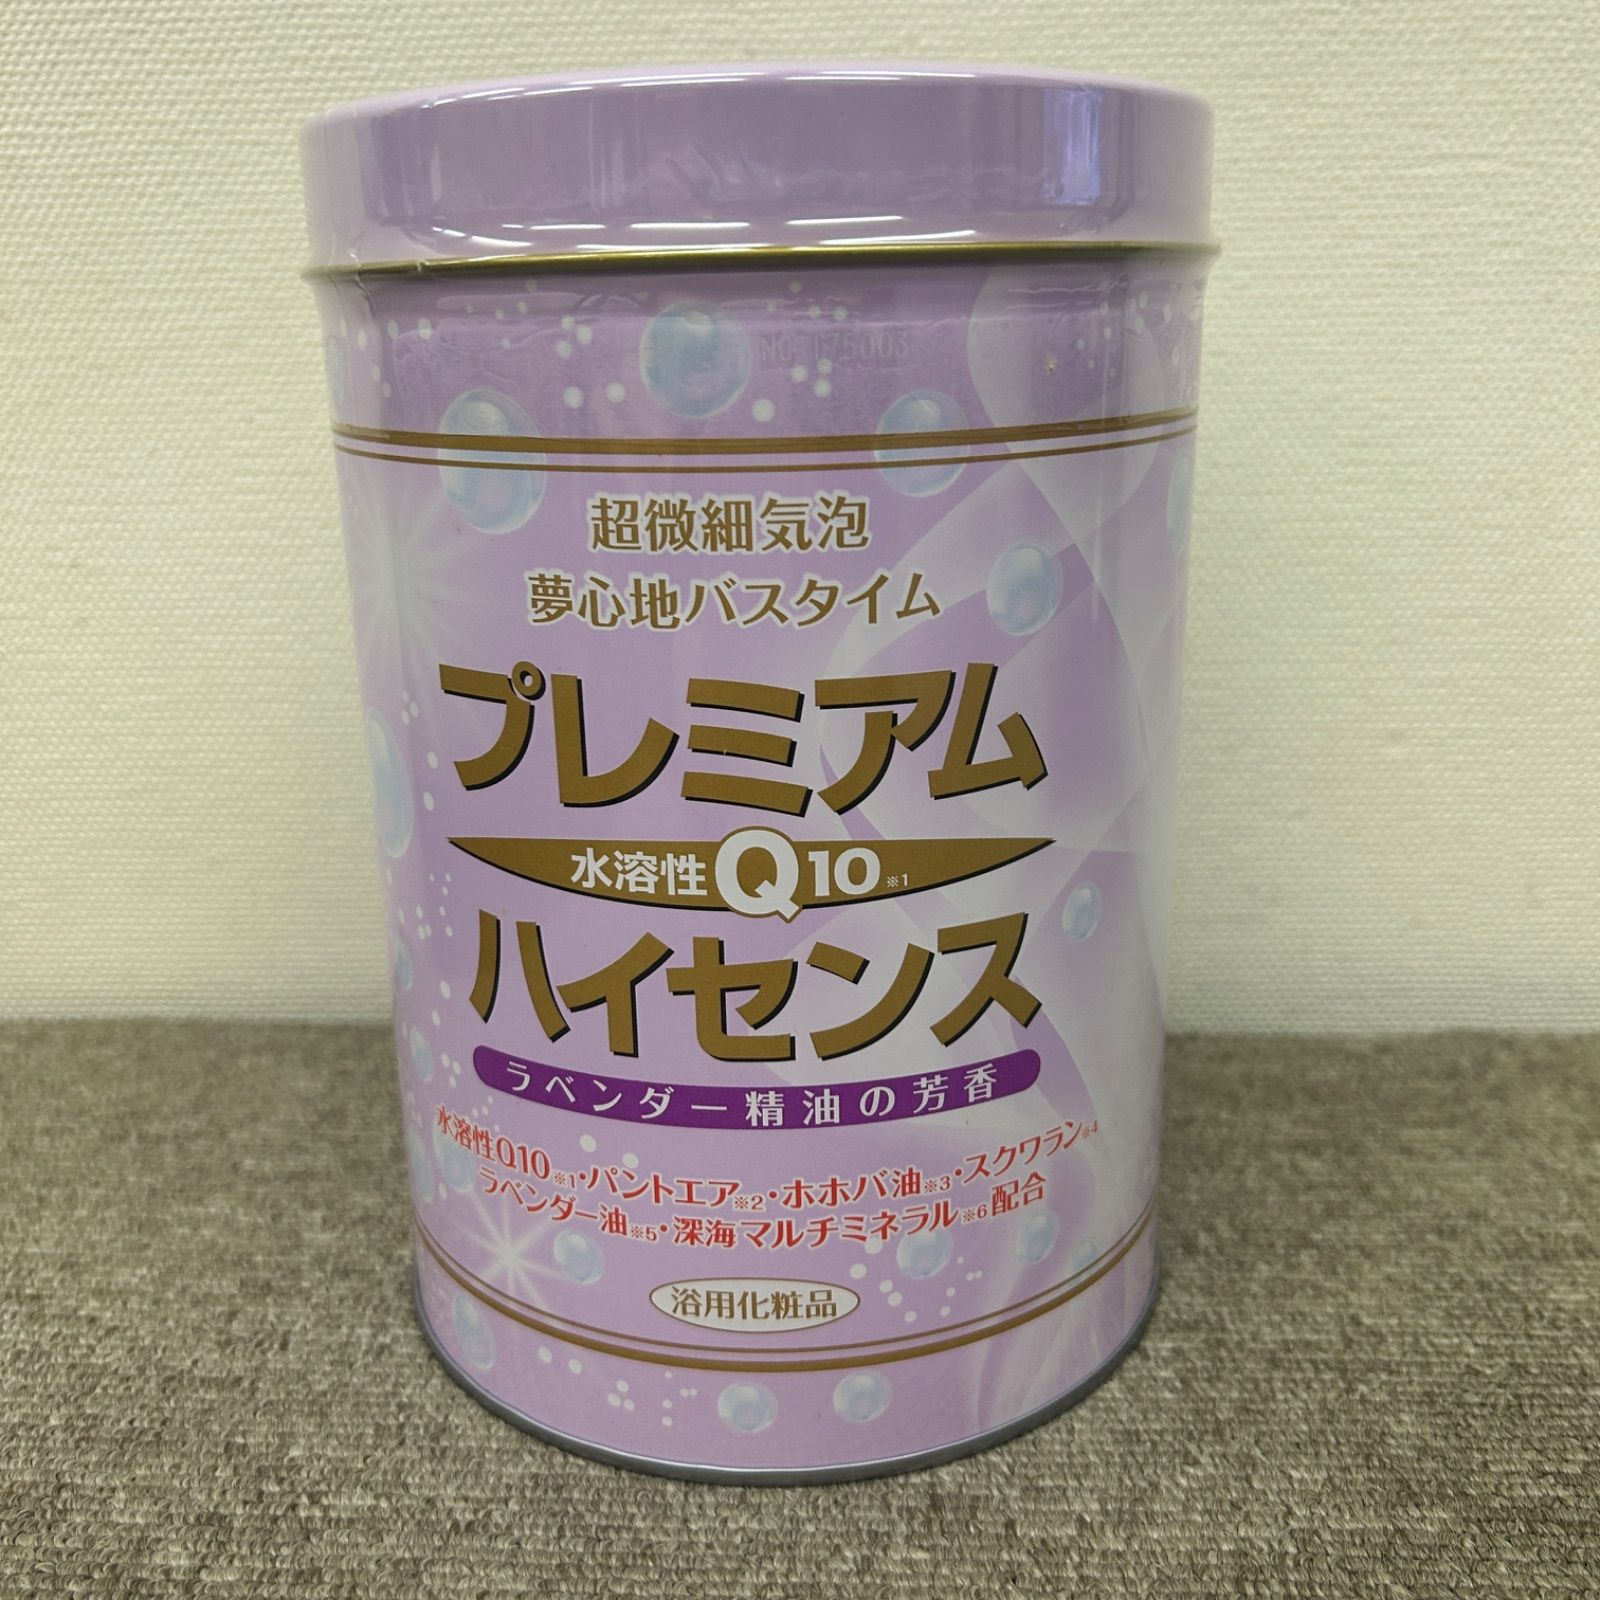 No 175003
超微細気泡
夢心地バスタイム
プレミアム
水溶性Q10※1
ハイセンス
ラベンダー精油の芳香
水溶性Q10※1・パントエア※2・ホホバ油※3・スクワラン※4
ラベンダー油※5・深海マルチミネラル※6配合
浴用化粧品